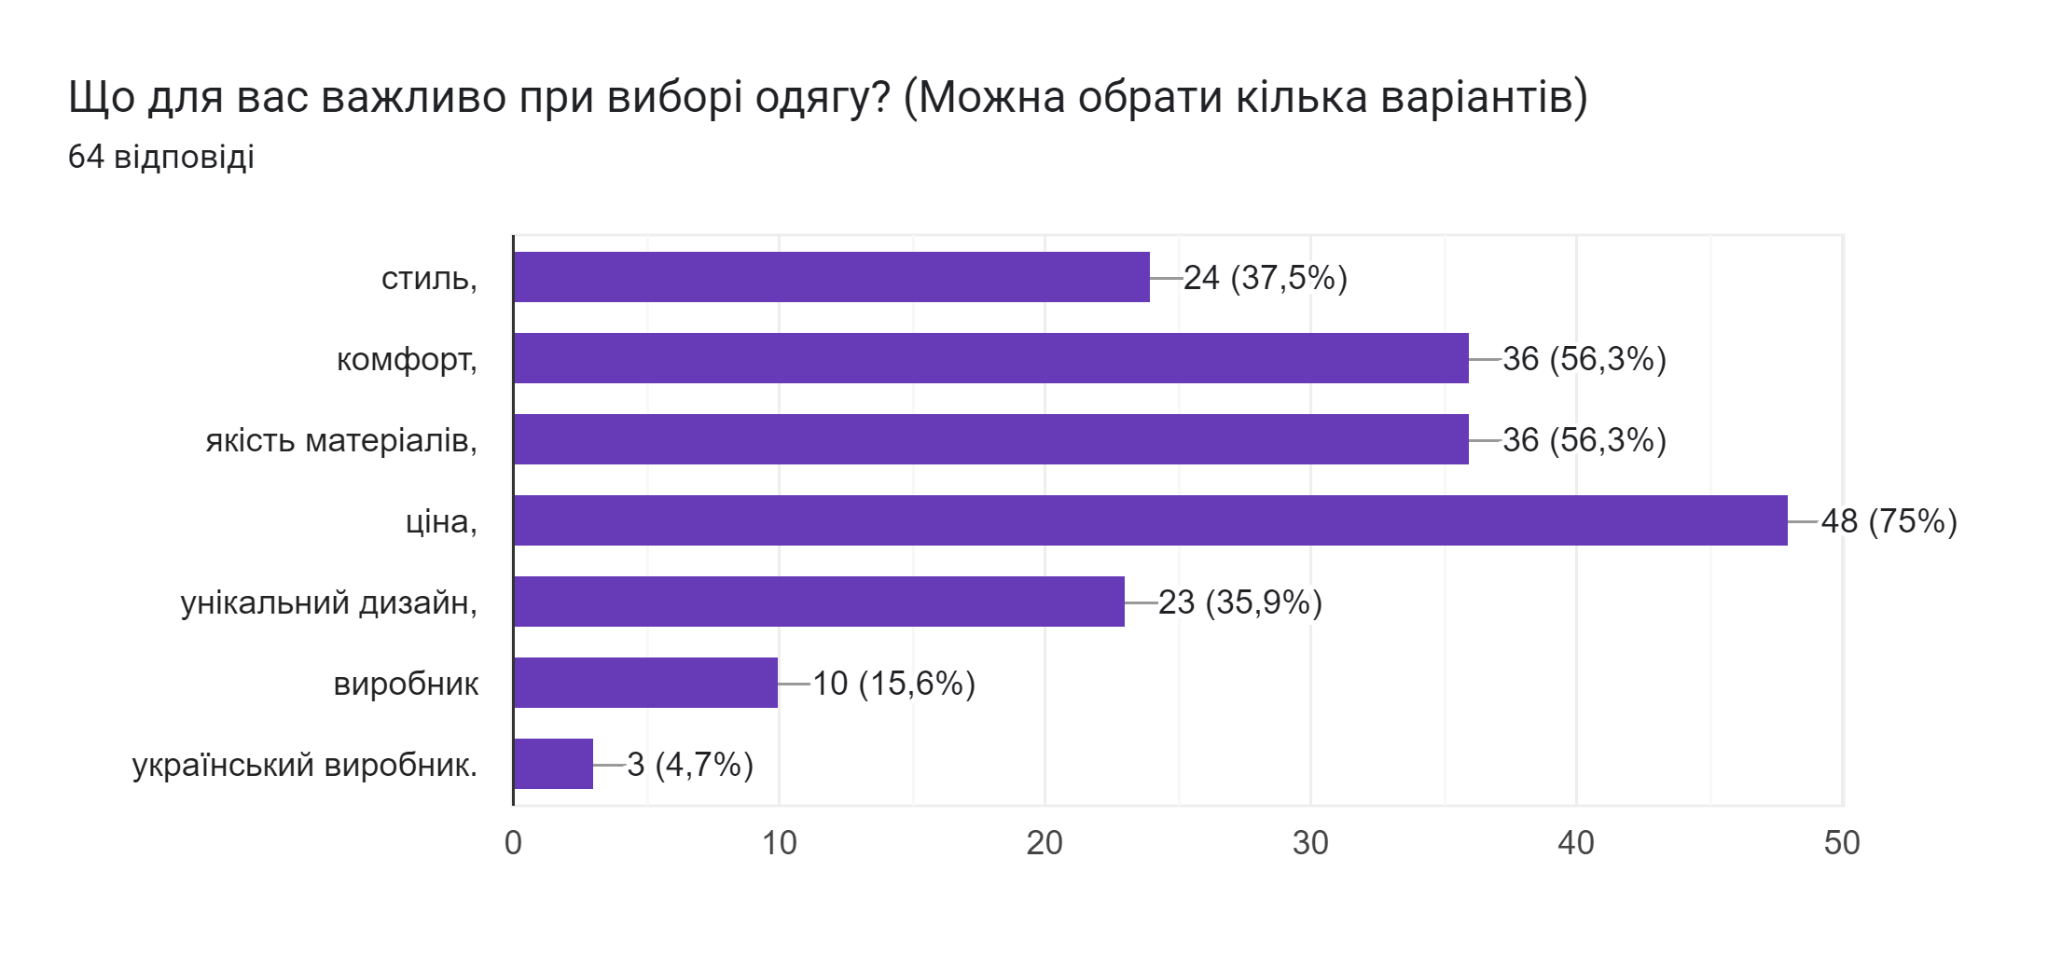 Що для вас важливо при виборі одягу? (Можна обрати кілька варіантів)
64 відповіді
стиль, 24 (37,5%)
комфорт, 36 (56,3%)
якість матеріалів, 36 (56,3%)
ціна, 48 (75%)
унікальний дизайн, 23 (35,9%)
виробник 10 (15,6%)
український виробник. 3 (4,7%)
0 10 20 30 40 50